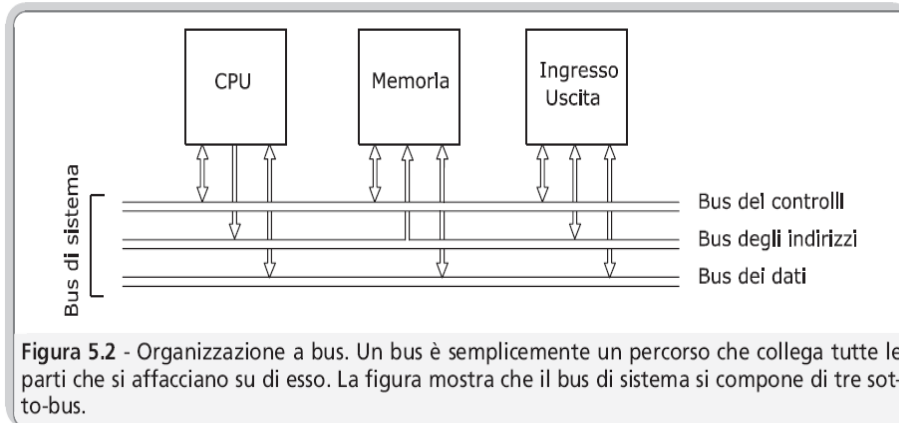 CPU
Memoria
Ingresso
Uscita
Bus di sistema
Bus dei controlli
Bus degli indirizzi
Bus dei dati
Figura 5.2 - Organizzazione a bus. Un bus è semplicemente un percorso che collega tutte le
parti che si affacciano su di esso. La figura mostra che il bus di sistema si compone di tre sot-
to-bus.